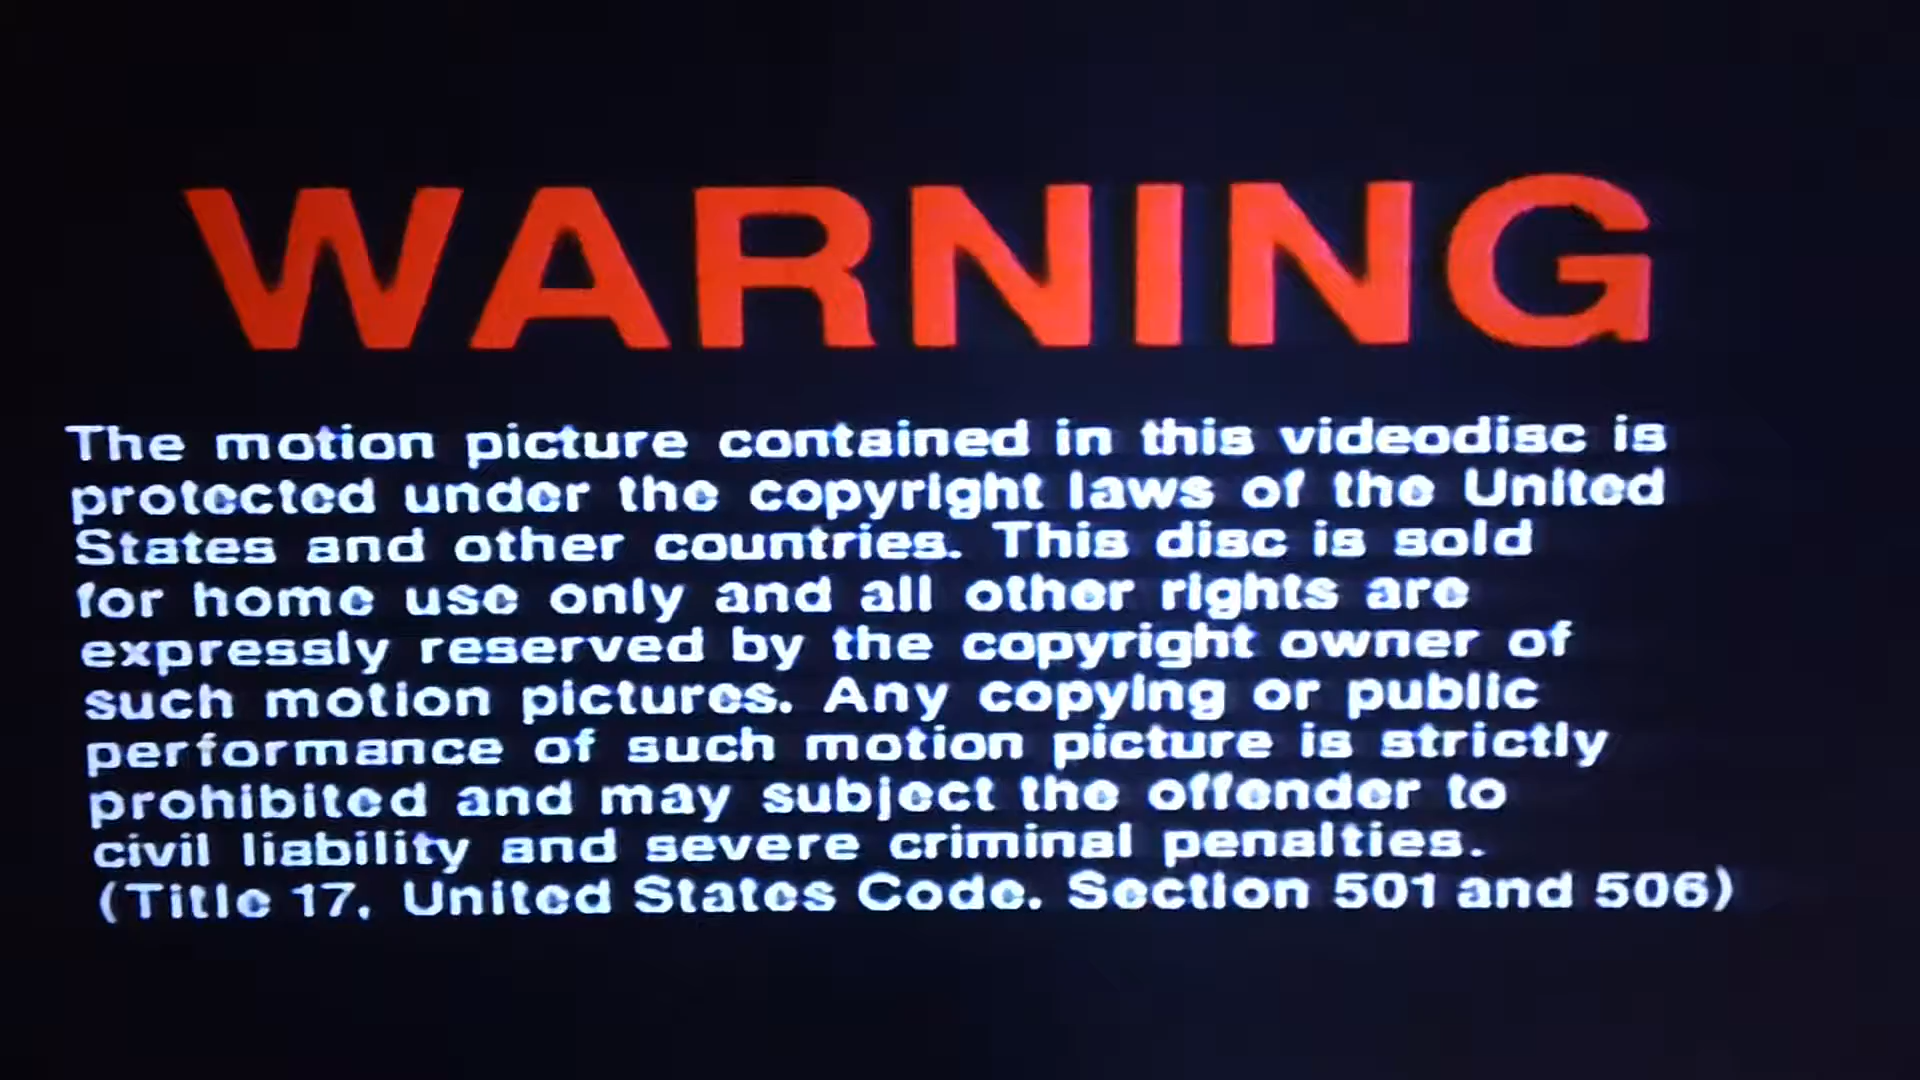 WARNING
The motion picture contained in this videodisc is
protected under the copyright laws of the United
States and other countries. This disc is sold
for home use only and all other rights are
expressly reserved by the copyright owner of
such motion pictures. Any copying or public
performance of such motion picture is strictly
prohibited and may subject the offender to
civil liability and severe criminal penalties.
(Title 17, United States Code. Section 501 and 506)